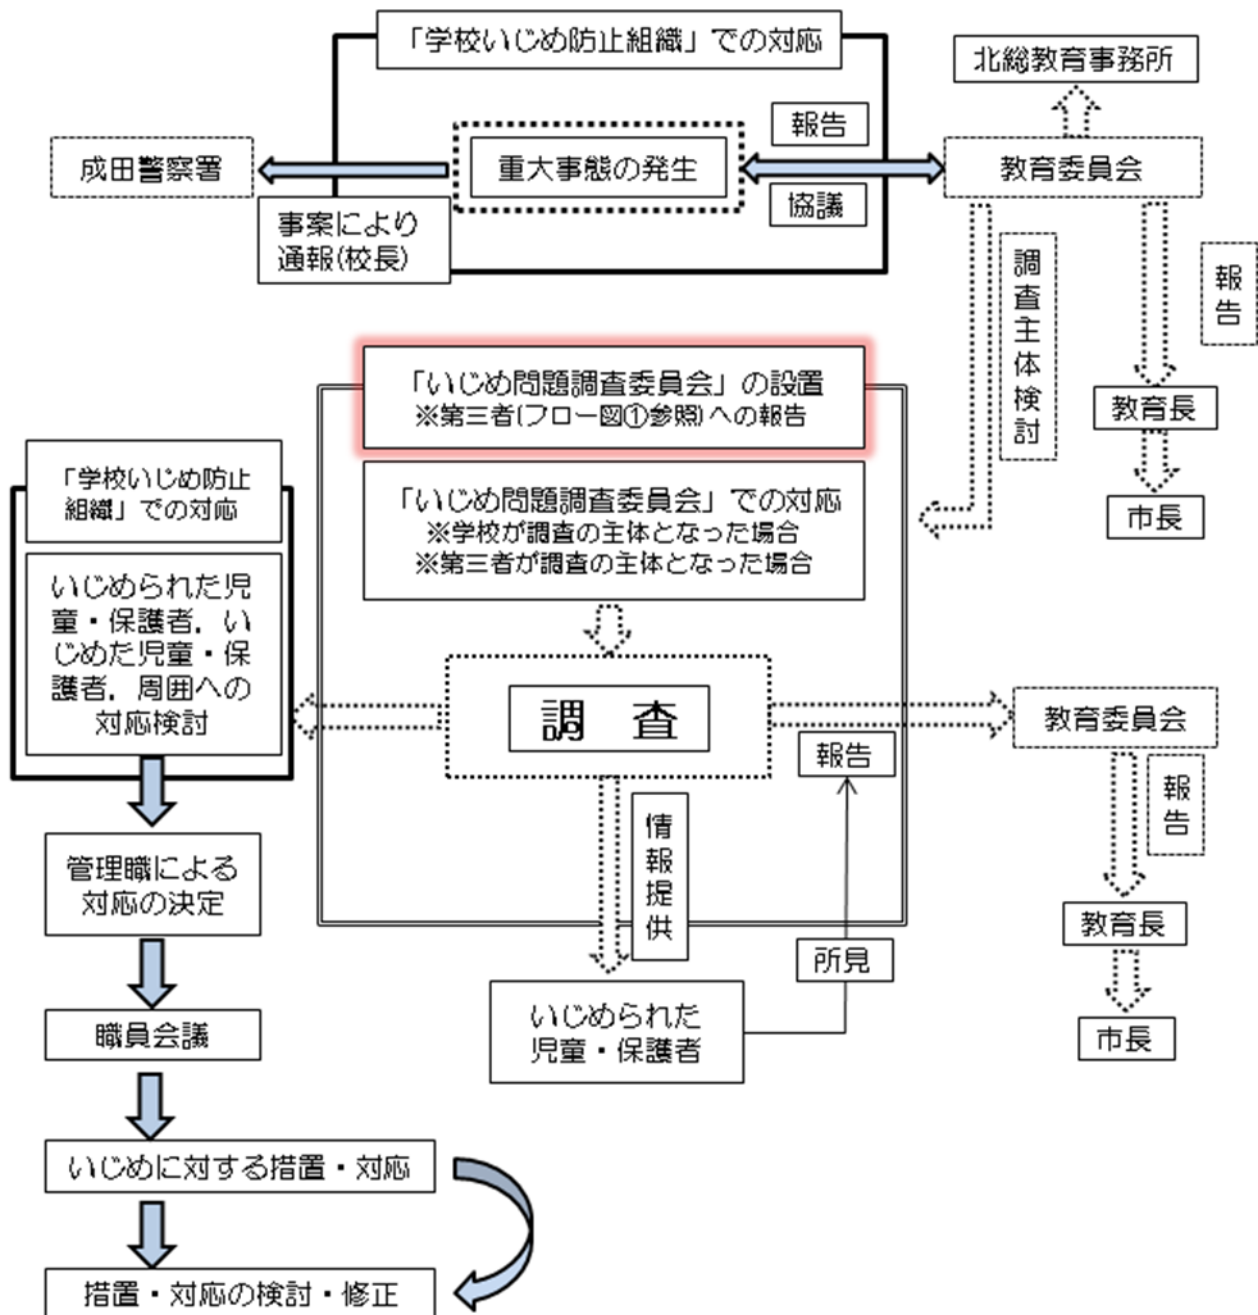 「学校いじめ防止組織」での対応
北総教育事務所
報告
成田警察署
重大事態の発生
教育委員会
協議
事案により
通報(校長)
調査主体検討
報告
教育長
市長
「いじめ問題調査委員会」の設置
※第三者(フロー図①参照)への報告
「いじめ問題調査委員会」での対応
※学校が調査の主体となった場合
※第三者が調査の主体となった場合
「学校いじめ防止
組織」での対応
いじめられた児
童・保護者，い
じめた児童・保
護者，周囲への
対応検討
調　査
教育委員会
報告
報告
情報提供
管理職による
対応の決定
教育長
所見
いじめられた
児童・保護者
市長
職員会議
いじめに対する措置・対応
措置・対応の検討・修正